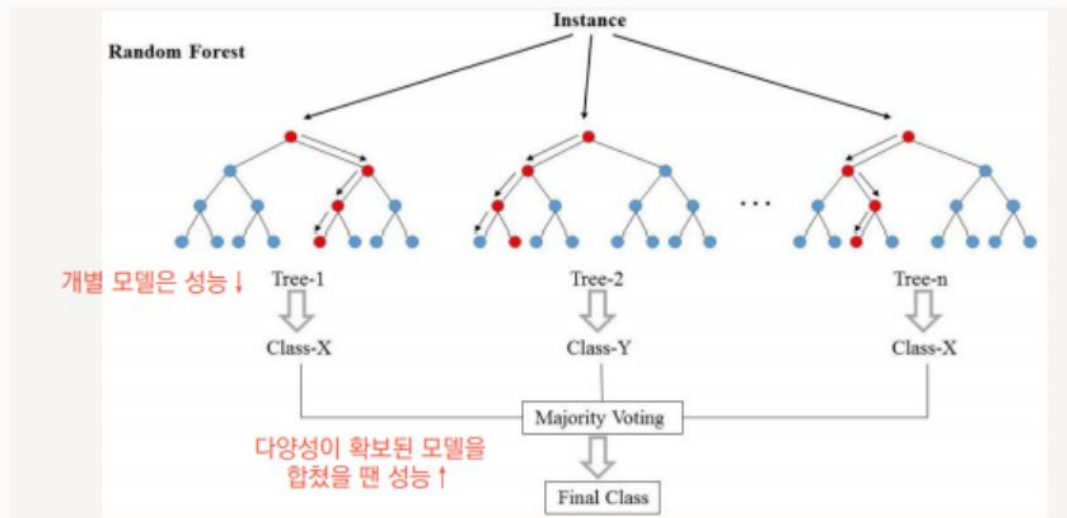 Instance
Random Forest
...
개별 모델은 성능↓
Tree-1
Tree-2
Tree-n
Class-X
Class-Y
Class-X
Majority Voting
다양성이 확보된 모델을
합쳤을 땐 성능↑
Final Class